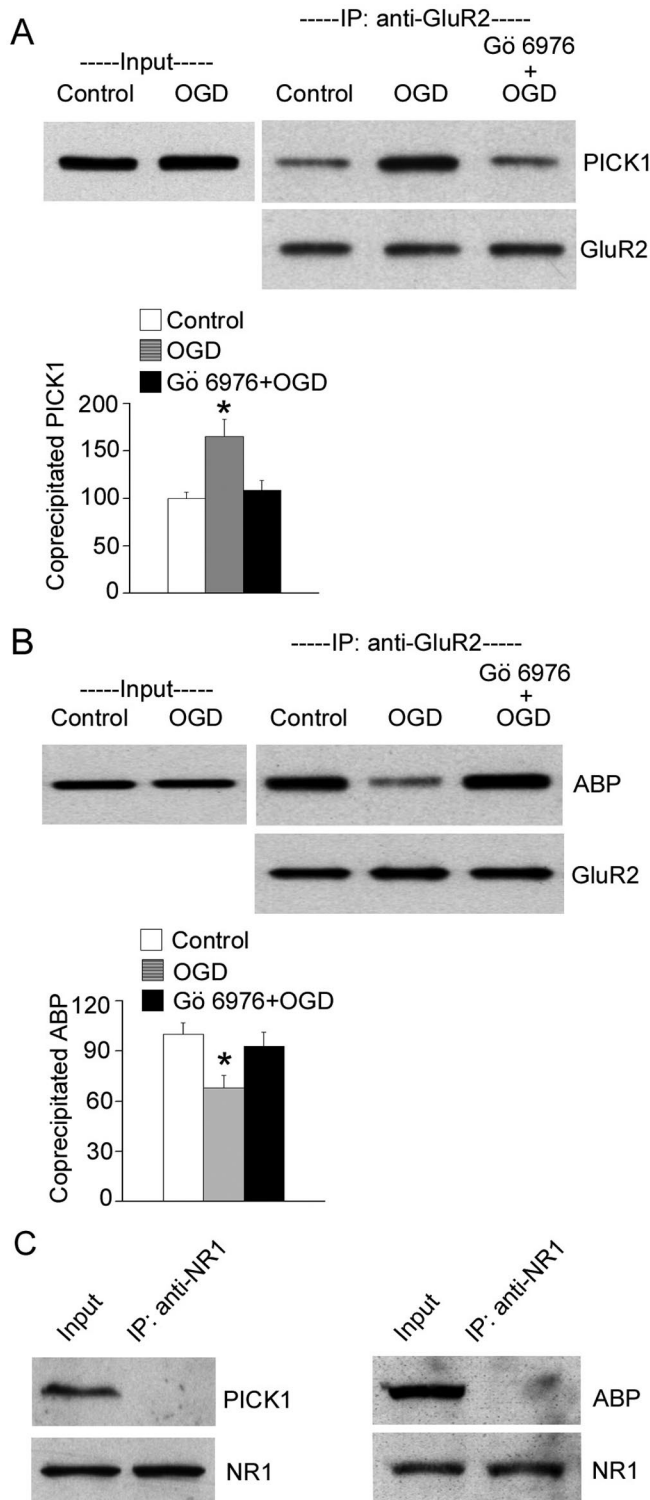 A
-----IP: anti-GluR2-----
-----Input-----
Gö 6976
+
Control OGD Control OGD OGD
PICK1
GluR2
Control
OGD
Gö 6976+OGD
Coprecipitated PICK1
200
150
100
50
0
*
B
-----IP: anti-GluR2-----
-----Input-----
Gö 6976
+
Control OGD Control OGD OGD
ABP
GluR2
Control
OGD
Gö 6976+OGD
Coprecipitated ABP
120
90
60
30
0
*
C
Input IP: anti-NR1
PICK1
NR1
Input IP: anti-NR1
ABP
NR1